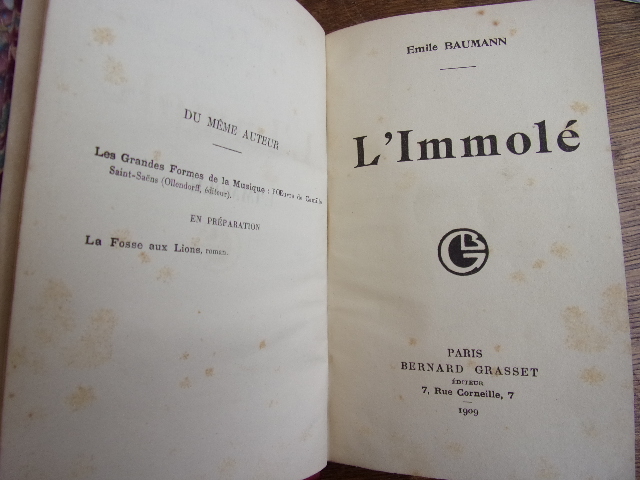 DU MÊME AUTEUR
Les Grandes Formes de la Musique : l'Œuvre de Camille
Saint-Saëns (Ollendorff, éditeur).
EN PRÉPARATION
La Fosse aux Lions, roman.
Emile BAUMANN
L'Immolé
PARIS
BERNARD GRASSET
ÉDITEUR
7, Rue Corneille, 7
1909